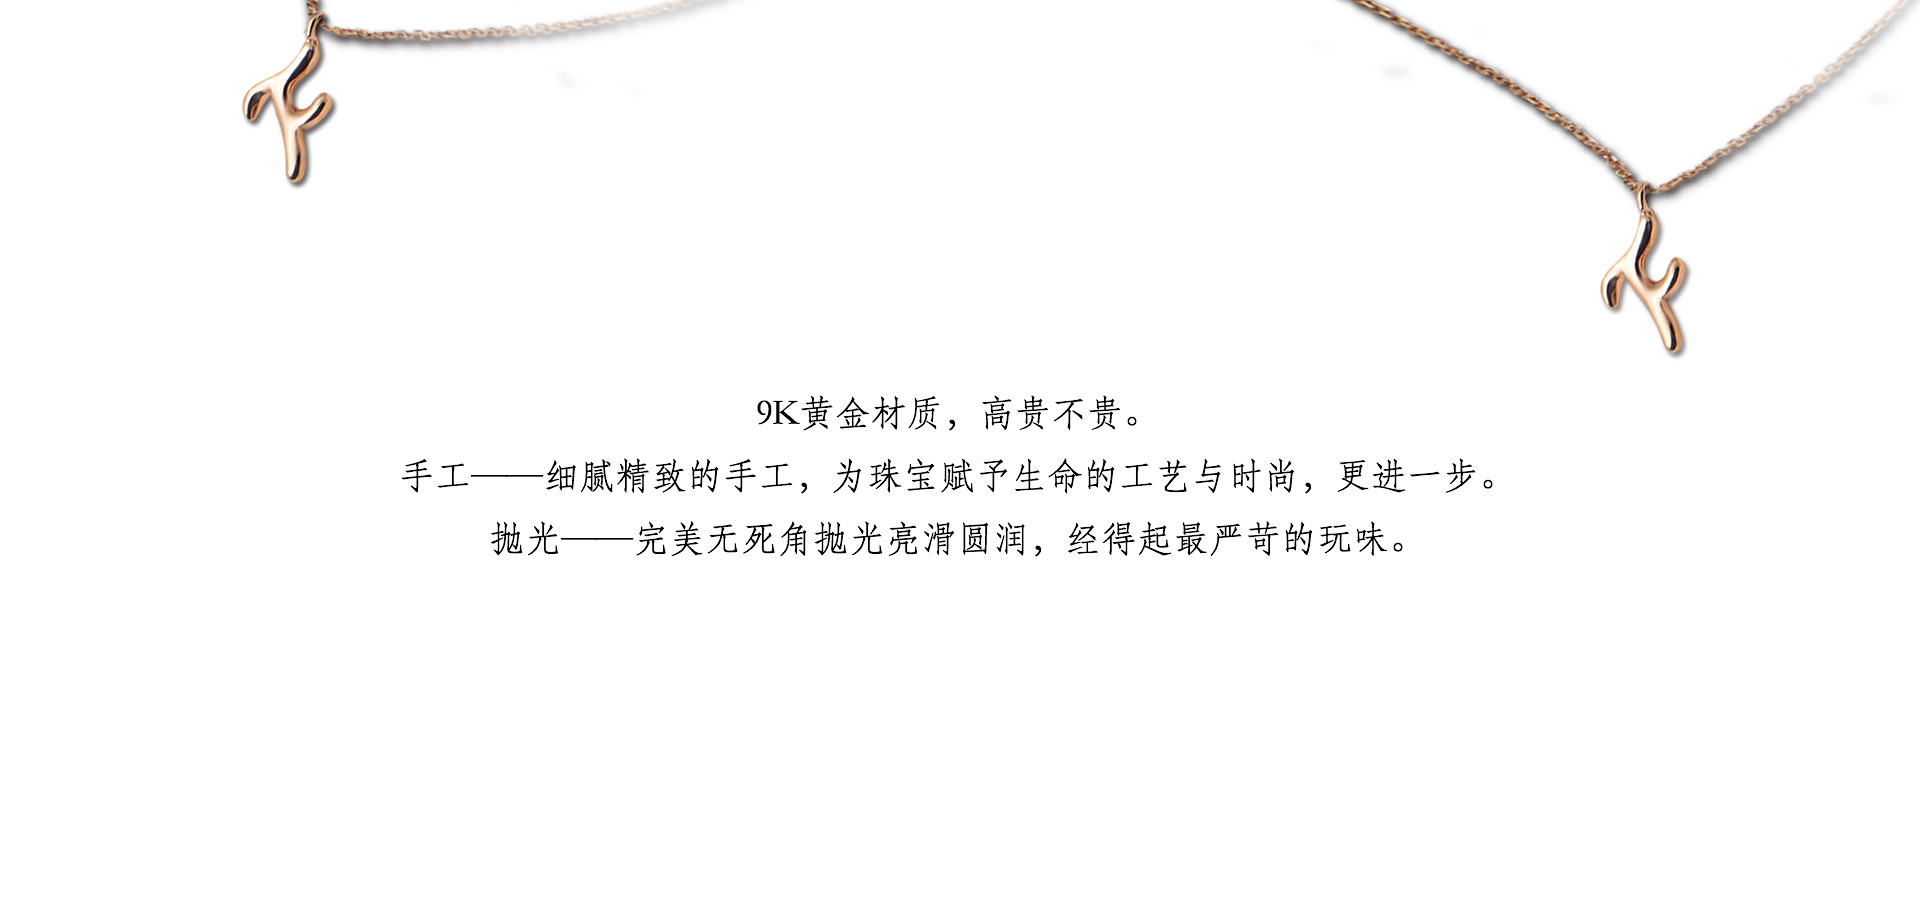 9K黄金材质，高贵不贵。
手工——细腻精致的手工，为珠宝赋予生命的工艺与时尚，更进一步。
抛光——完美无死角抛光亮滑圆润，经得起最严苛的玩味。